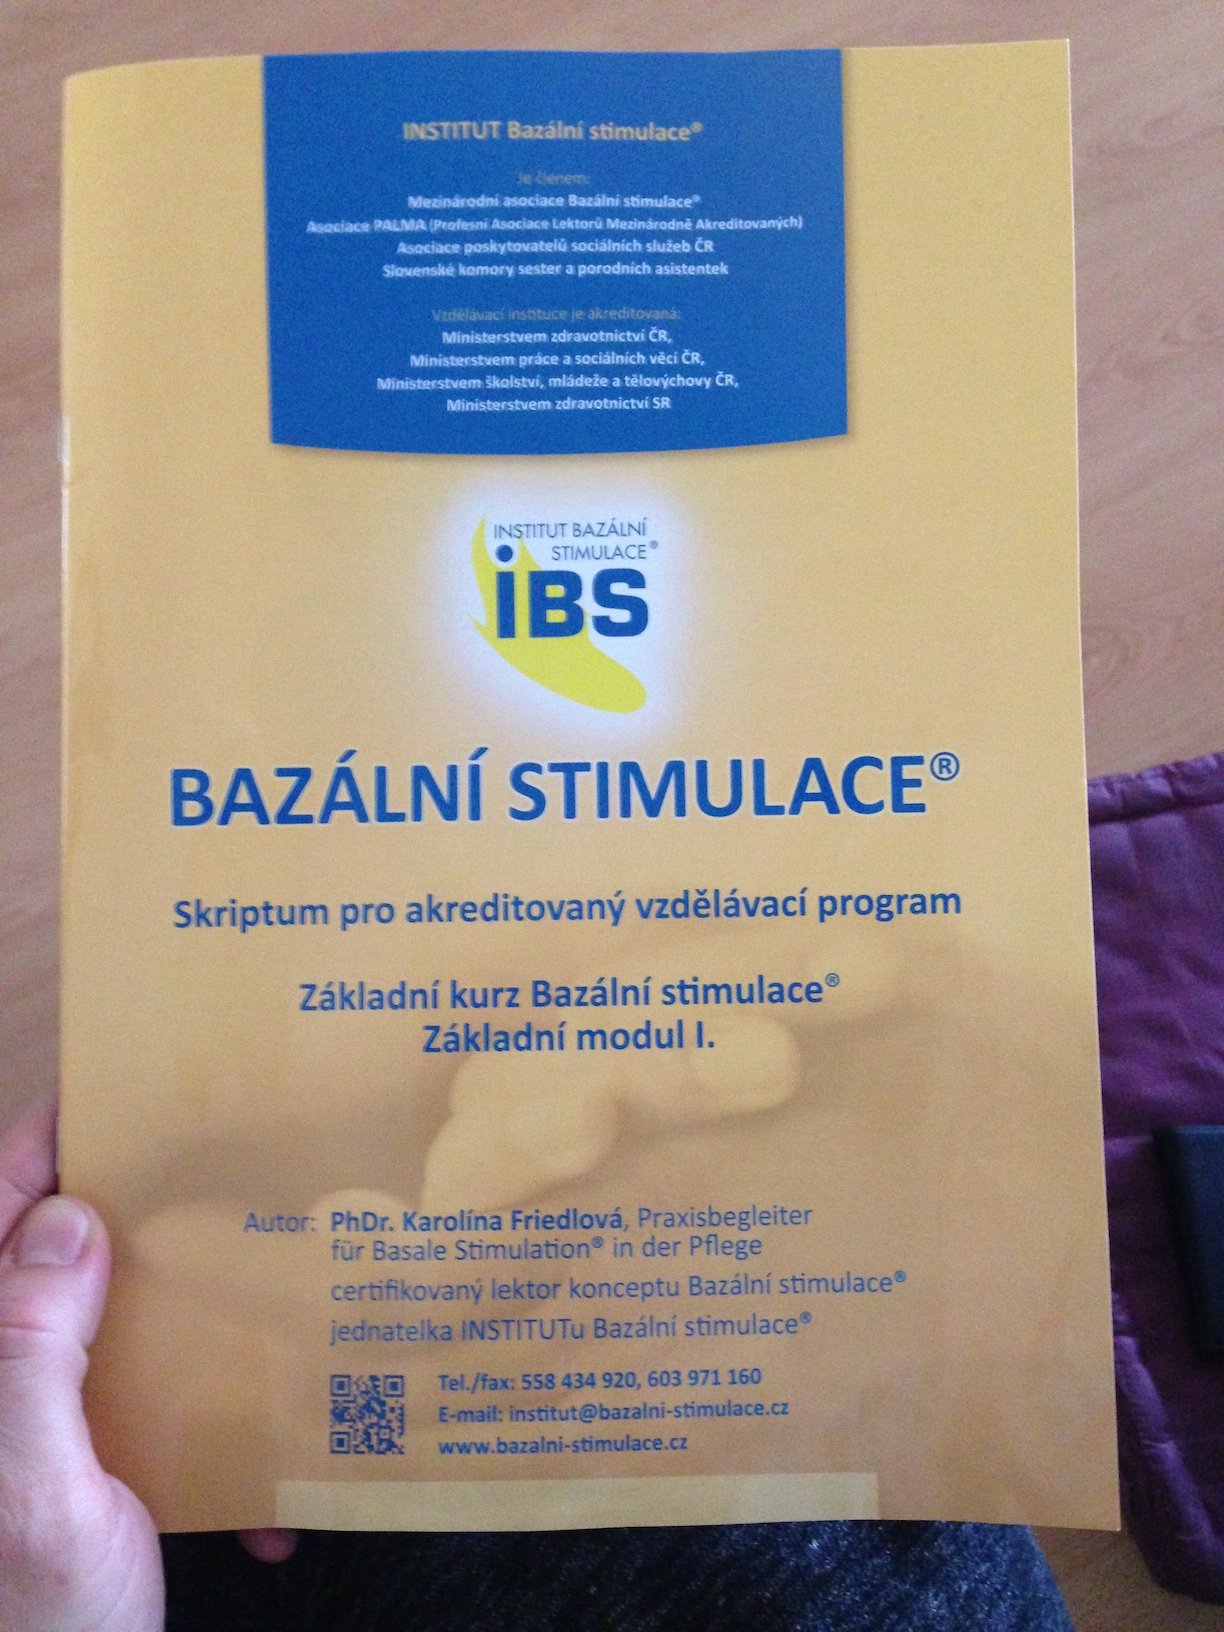 INSTITUT Bazální stimulace®
Je členem:
Mezinárodní asociace Bazální stimulace®
Asociace PALMA (Profesní Asociace Lektorů Mezinárodně Akreditovaných)
Asociace poskytovatelů sociálních služeb ČR
Slovenské komory sester a porodních asistentek
Vzdělávací instituce je akreditovaná:
Ministerstvem zdravotnictví ČR,
Ministerstvem práce a sociálních věcí ČR,
Ministerstvem školství, mládeže a tělovýchovy ČR,
Ministerstvem zdravotnictví SR
INSTITUT BAZÁLNÍ
STIMULACE®
iBS
BAZÁLNÍ STIMULACE®
Skriptum pro akreditovaný vzdělávací program
Základní kurz Bazální stimulace®
Základní modul I.
Autor: PhDr. Karolína Friedlová, Praxisbegleiter
für Basale Stimulation® in der Pflege
certifikovaný lektor konceptu Bazální stimulace®
jednatelka INSTITUTu Bazální stimulace®
Tel./fax: 558 434 920, 603 971 160
E-mail: institut@bazalni-stimulace.cz
www.bazalni-stimulace.cz